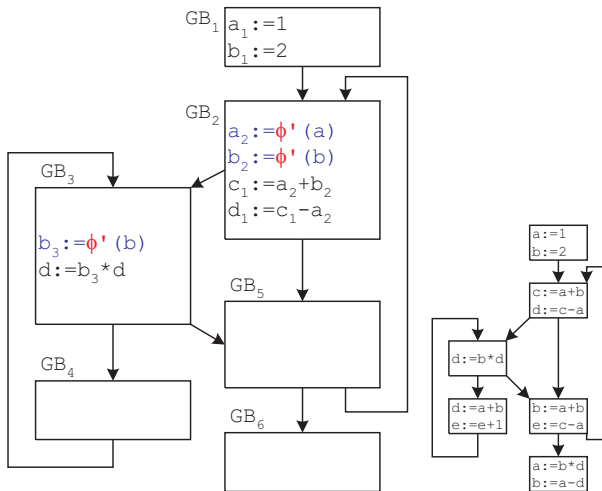 GB1
a1:=1
b1:=2
GB2
a2:=ϕ'(a)
b2:=ϕ'(b)
c1:=a2+b2
d1:=c1-a2
GB3
b3:=ϕ'(b)
d:=b3*d
GB5
GB4
GB6
a:=1
b:=2
c:=a+b
d:=c-a
d:=b*d
d:=a+b
e:=e+1
b:=a+b
e:=c-a
a:=b*d
b:=a-d